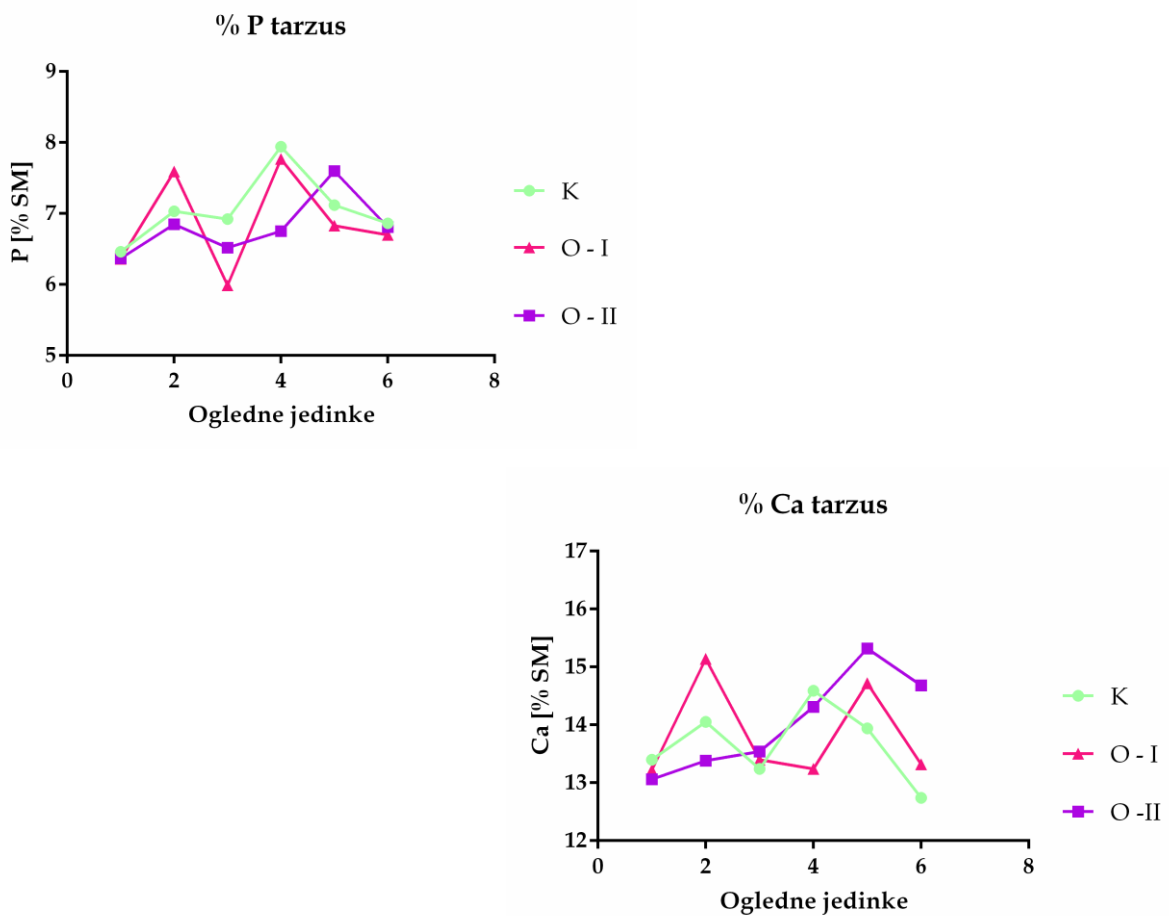 % P tarzus
9
8
7
6
5
P [% SM]
0 2 4 6 8
Ogledne jedinke
K
O - I
O - II
% Ca tarzus
17
16
15
14
13
12
Ca [% SM]
0 2 4 6 8
Ogledne jedinke
K
O - I
O -II